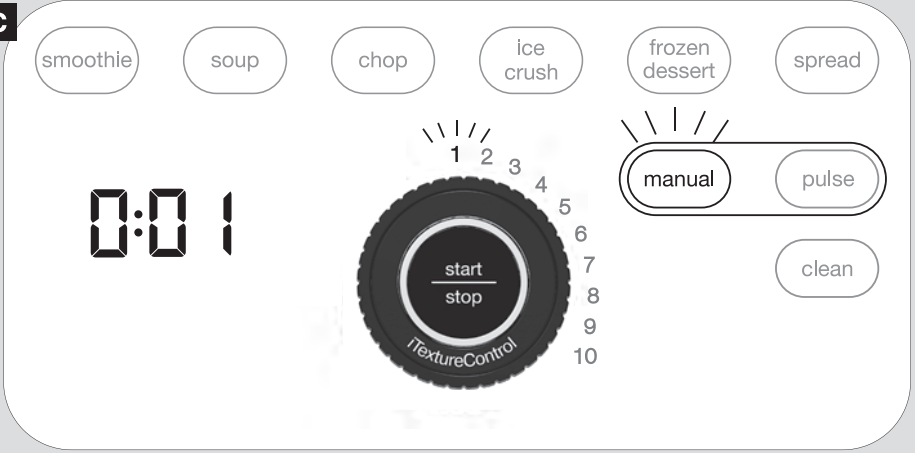 C
smoothie
soup
chop
ice
crush
frozen
dessert
spread
1
2
3
4
5
6
7
8
9
10
manual
pulse
0:01
start
stop
iTextureControl
clean